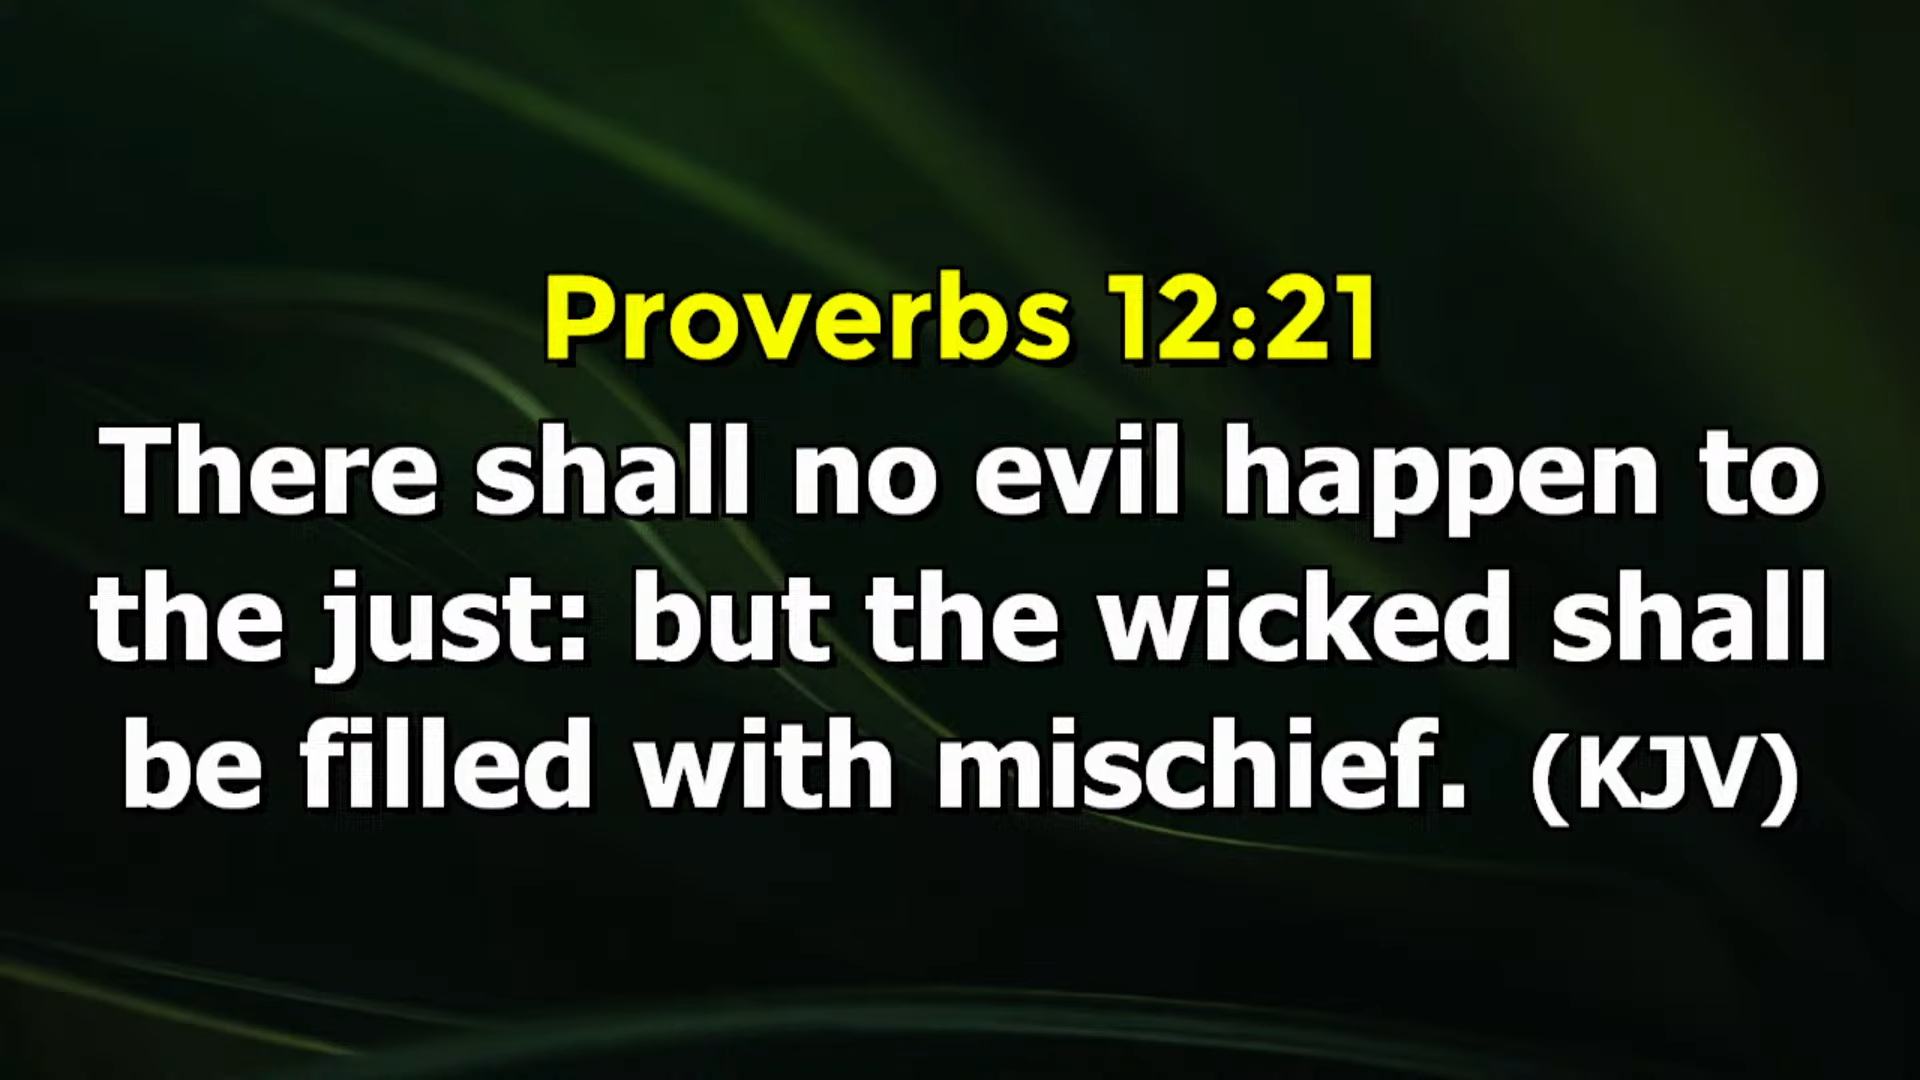 Proverbs 12:21
There shall no evil happen to
the just: but the wicked shall
be filled with mischief. (KJV)